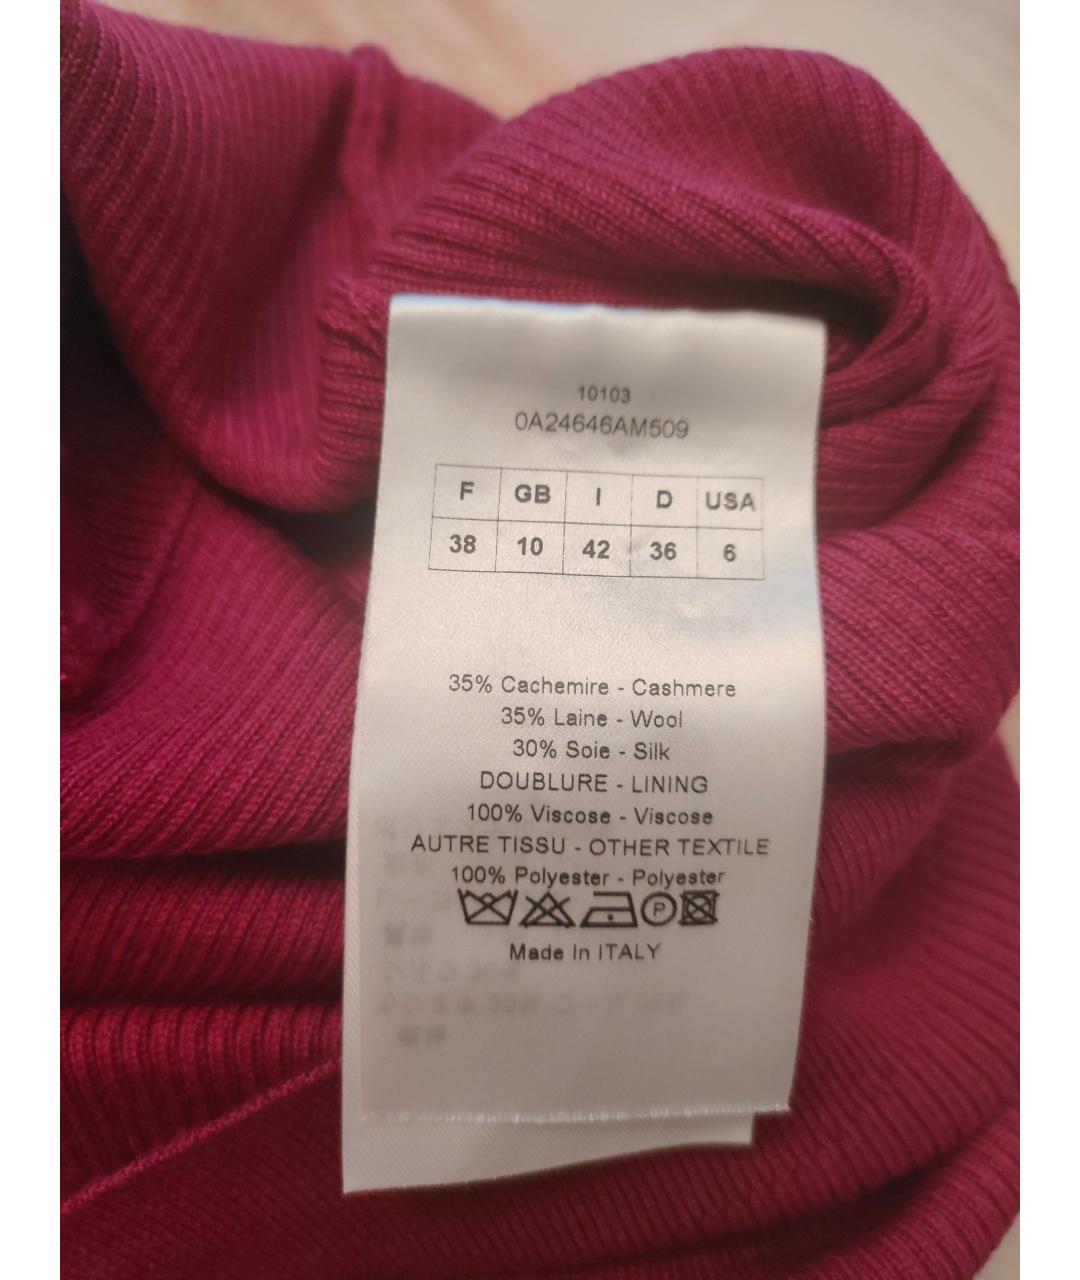 10103
0A24646AM509
F GB I D USA
38 10 42 36 6
35% Cachemire - Cashmere
35% Laine - Wool
30% Soie - Silk
DOUBLURE - LINING
100% Viscose - Viscose
AUTRE TISSU - OTHER TEXTILE
100% Polyester - Polyester
P
Made In ITALY